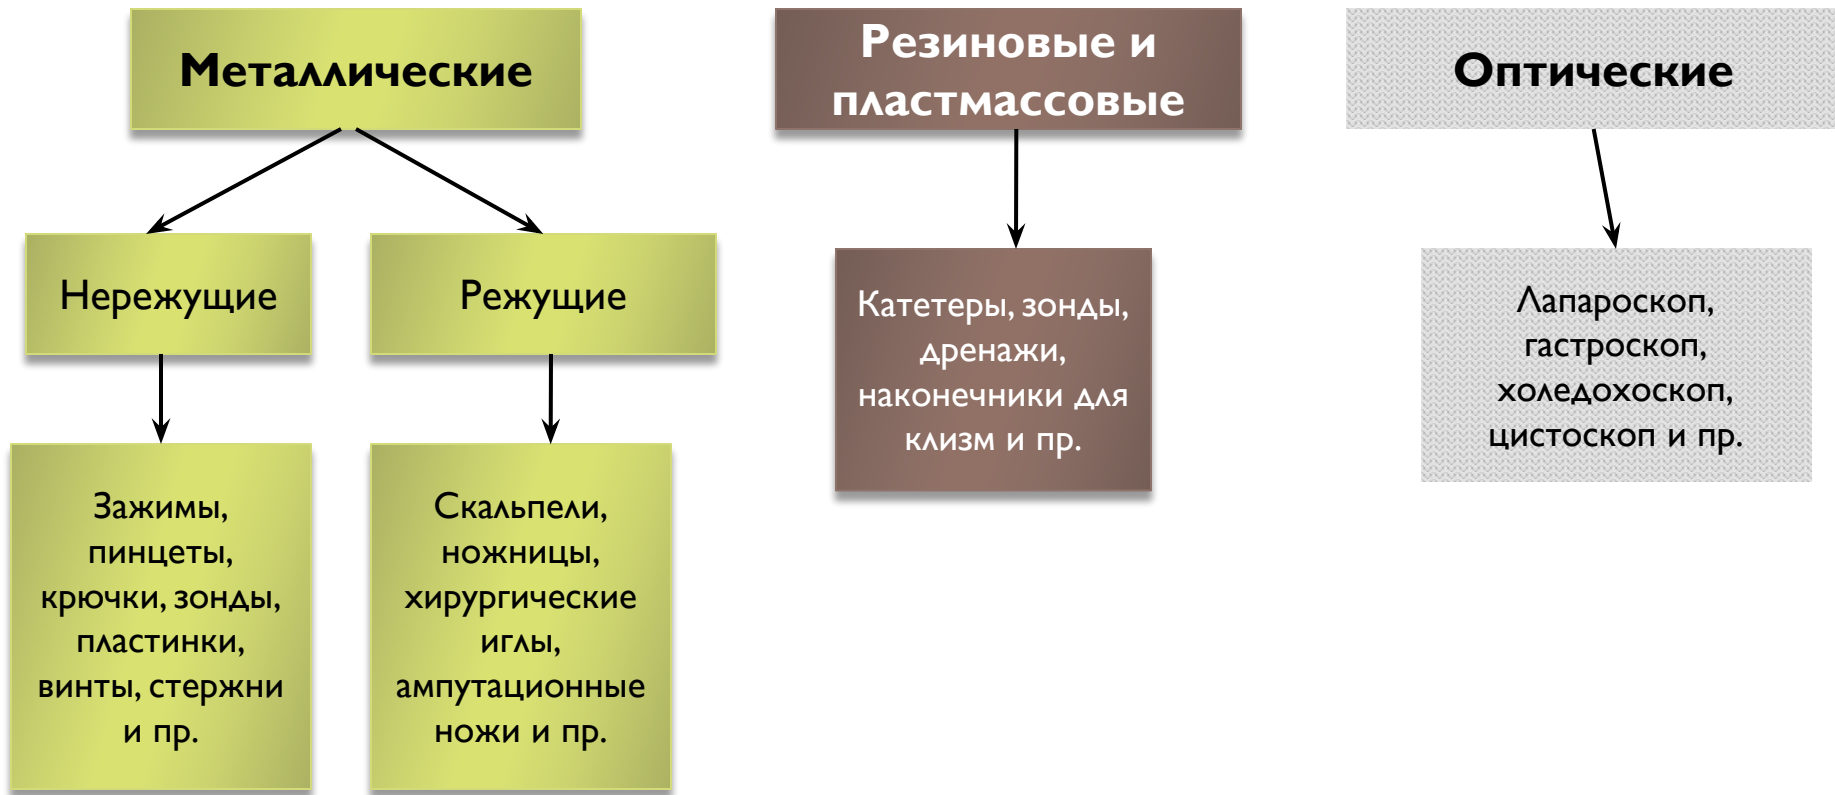 Металлические
Резиновые и
пластмассовые
Оптические
Нережущие
Режущие
Катетеры, зонды,
дренажи,
наконечники для
клизм и пр.
Лапароскоп,
гастроскоп,
холедохоскоп,
цистоскоп и пр.
Зажимы,
пинцеты,
крючки, зонды,
пластинки,
винты, стержни
и пр.
Скальпели,
ножницы,
хирургические
иглы,
ампутационные
ножи и пр.